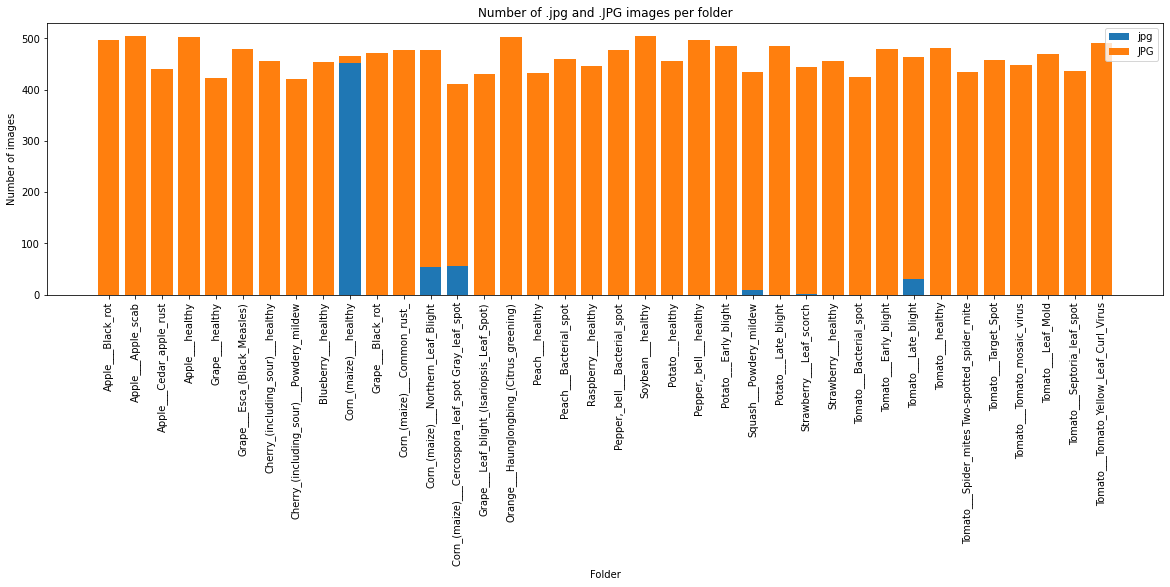 Number of .jpg and .JPG images per folder
jpg
JPG
Number of images
500
400
300
200
100
0
Apple___Black_rot
Apple___Apple_scab
Apple___Cedar_apple_rust
Apple___healthy
Grape___healthy
Grape___Esca_(Black_Measles)
Cherry_(including_sour)___healthy
Cherry_(including_sour)___Powdery_mildew
Blueberry___healthy
Corn_(maize)___healthy
Grape___Black_rot
Corn_(maize)___Common_rust_
Corn_(maize)___Northern_Leaf_Blight
Corn_(maize)___Cercospora_leaf_spot Gray_leaf_spot
Grape___Leaf_blight_(Isariopsis_Leaf_Spot)
Orange___Haunglongbing_(Citrus_greening)
Peach___healthy
Peach___Bacterial_spot
Raspberry___healthy
Pepper,_bell___Bacterial_spot
Soybean___healthy
Potato___healthy
Pepper,_bell___healthy
Potato___Early_blight
Squash___Powdery_mildew
Potato___Late_blight
Strawberry___Leaf_scorch
Strawberry___healthy
Tomato___Bacterial_spot
Tomato___Early_blight
Tomato___Late_blight
Tomato___healthy
Tomato___Spider_mites Two-spotted_spider_mite
Tomato___Target_Spot
Tomato___Tomato_mosaic_virus
Tomato___Leaf_Mold
Tomato___Septoria_leaf_spot
Tomato___Tomato_Yellow_Leaf_Curl_Virus
Folder